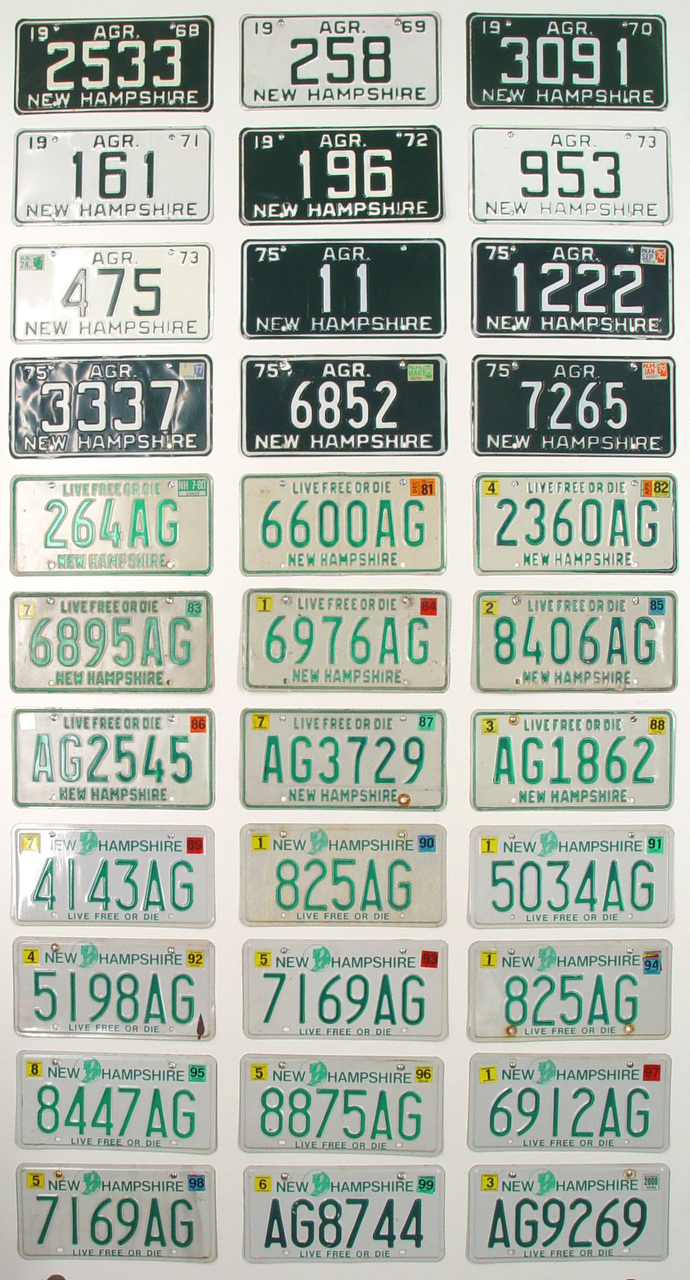 19 AGR. 68
2533
NEW HAMPSHIRE
19 AGR. 69
258
NEW HAMPSHIRE
19 AGR. 70
3091
NEW HAMPSHIRE
19 AGR. 71
161
NEW HAMPSHIRE
19 AGR. 72
196
NEW HAMPSHIRE
AGR. 73
953
NEW HAMPSHIRE
74 AGR. 73
475
NEW HAMPSHIRE
75 AGR.
11
NEW HAMPSHIRE
75 AGR. N.H. 
SEP 76
1222
NEW HAMPSHIRE
75 AGR. 77
3337
NEW HAMPSHIRE
75 AGR.
6852
NEW HAMPSHIRE
75 AGR. N.H.
JAN 79
7265
NEW HAMPSHIRE
LIVE FREE OR DIE NH 7-80
264AG
NEW HAMPSHIRE
LIVE FREE OR DIE DEC 81
6600AG
NEW HAMPSHIRE
4 LIVE FREE OR DIE 82
2360AG
NEW HAMPSHIRE
7 LIVE FREE OR DIE 83
6895AG
NEW HAMPSHIRE
1 LIVE FREE OR DIE 84
6976AG
NEW HAMPSHIRE
2 LIVE FREE OR DIE 85
8406AG
NEW HAMPSHIRE
LIVE FREE OR DIE 86
AG2545
NEW HAMPSHIRE
7 LIVE FREE OR DIE 87
AG3729
NEW HAMPSHIRE
3 LIVE FREE OR DIE 88
AG1862
NEW HAMPSHIRE
7 NEW HAMPSHIRE 89
4143AG
LIVE FREE OR DIE
1 NEW HAMPSHIRE 90
825AG
LIVE FREE OR DIE
1 NEW HAMPSHIRE 91
5034AG
LIVE FREE OR DIE
4 NEW HAMPSHIRE 92
5198AG
LIVE FREE OR DIE
5 NEW HAMPSHIRE 93
7169AG
LIVE FREE OR DIE
1 NEW HAMPSHIRE 94
825AG
LIVE FREE OR DIE
8 NEW HAMPSHIRE 95
8447AG
LIVE FREE OR DIE
5 NEW HAMPSHIRE 96
8875AG
LIVE FREE OR DIE
1 NEW HAMPSHIRE 97
6912AG
LIVE FREE OR DIE
5 NEW HAMPSHIRE 98
7169AG
LIVE FREE OR DIE
6 NEW HAMPSHIRE 99
AG8744
LIVE FREE OR DIE
3 NEW HAMPSHIRE 2000
AG9269
LIVE FREE OR DIE